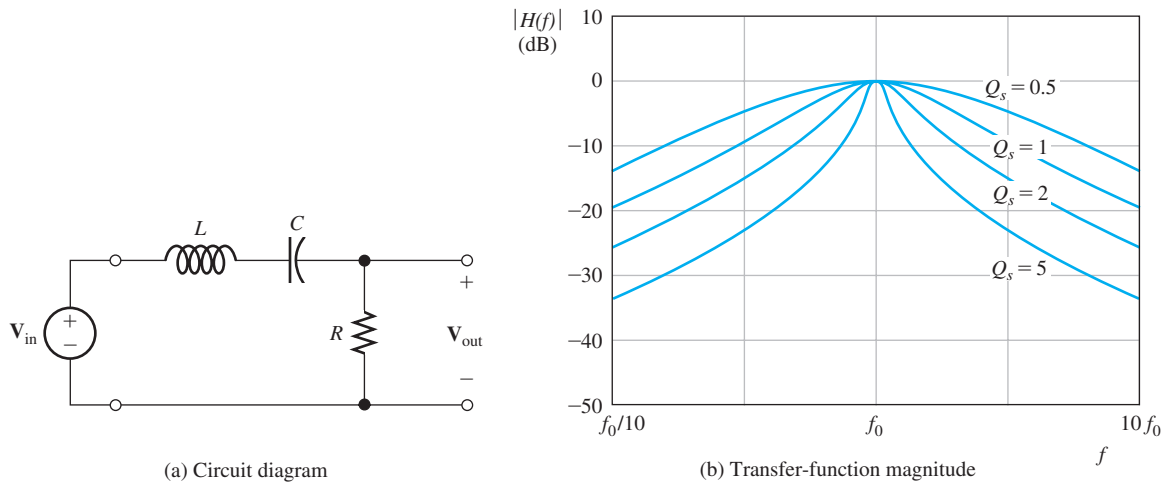 L
C
V_in
+
−
R
+
V_out
−
(a) Circuit diagram
|H(f)|
(dB)
10
0
−10
−20
−30
−40
−50
Q_s = 0.5
Q_s = 1
Q_s = 2
Q_s = 5
f_0/10
f_0
10 f_0
f
(b) Transfer-function magnitude